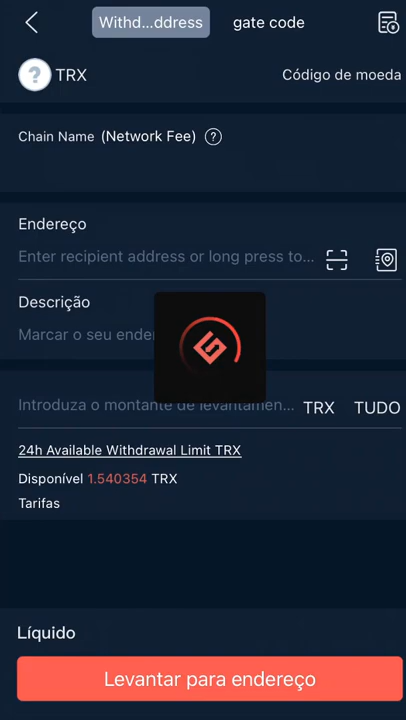 Withd...ddress
gate code
? TRX
Código de moeda
Chain Name (Network Fee) ?
Endereço
Enter recipient address or long press to...
Descrição
Marcar o seu ende
Introduza o montante de levantamen... TRX TUDO
24h Available Withdrawal Limit TRX
Disponível 1.540354 TRX
Tarifas
Líquido
Levantar para endereço